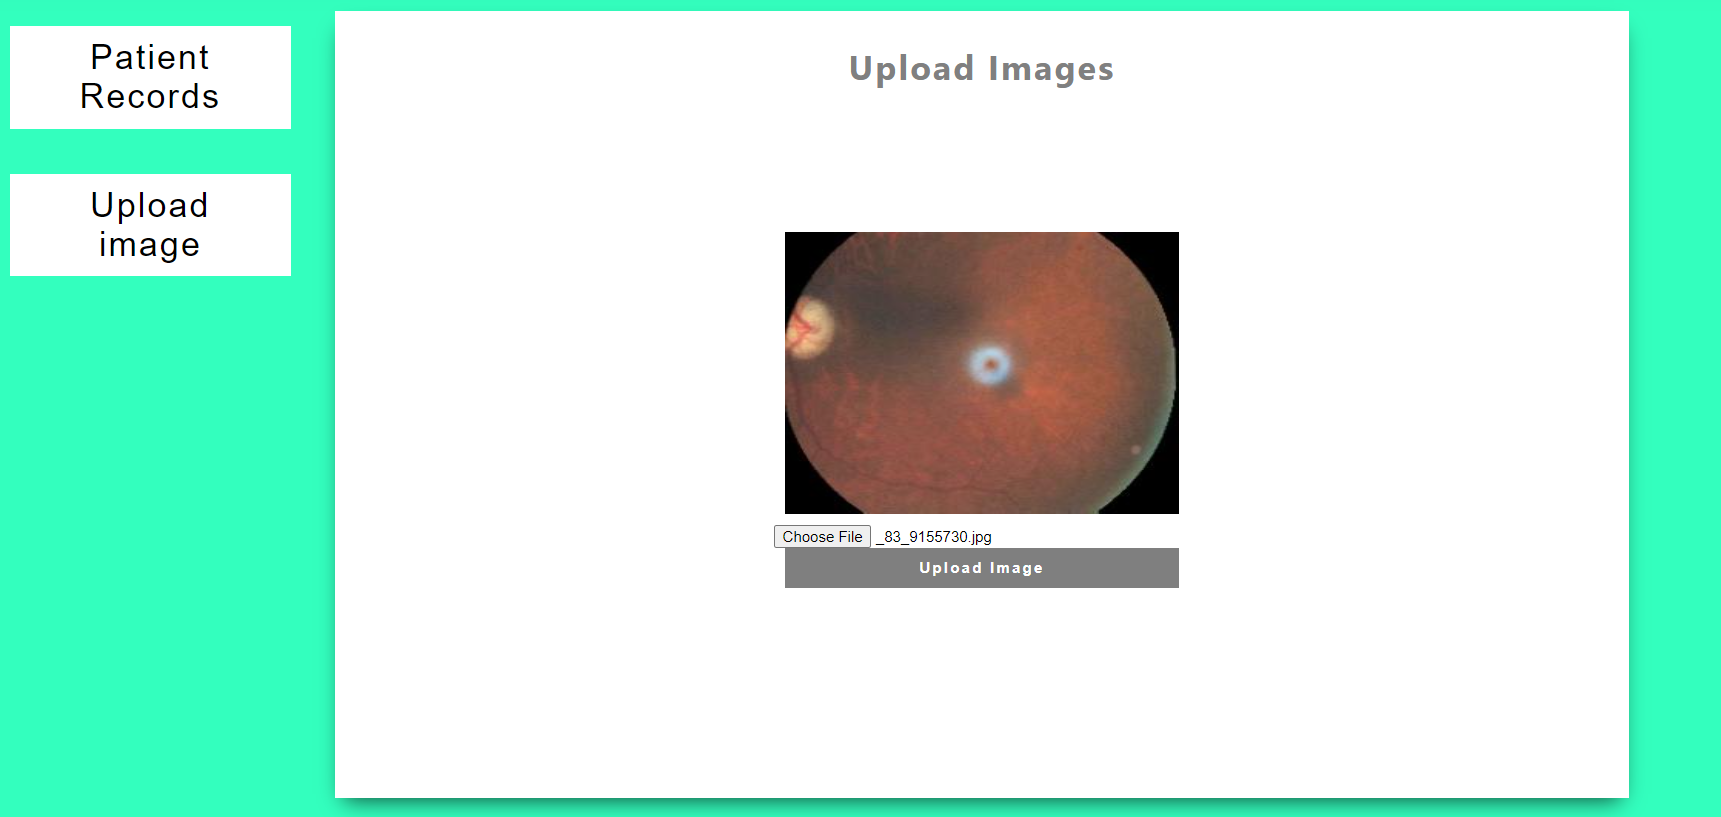 Patient
Records
Upload
image
Upload Images
Choose File _83_9155730.jpg
Upload Image